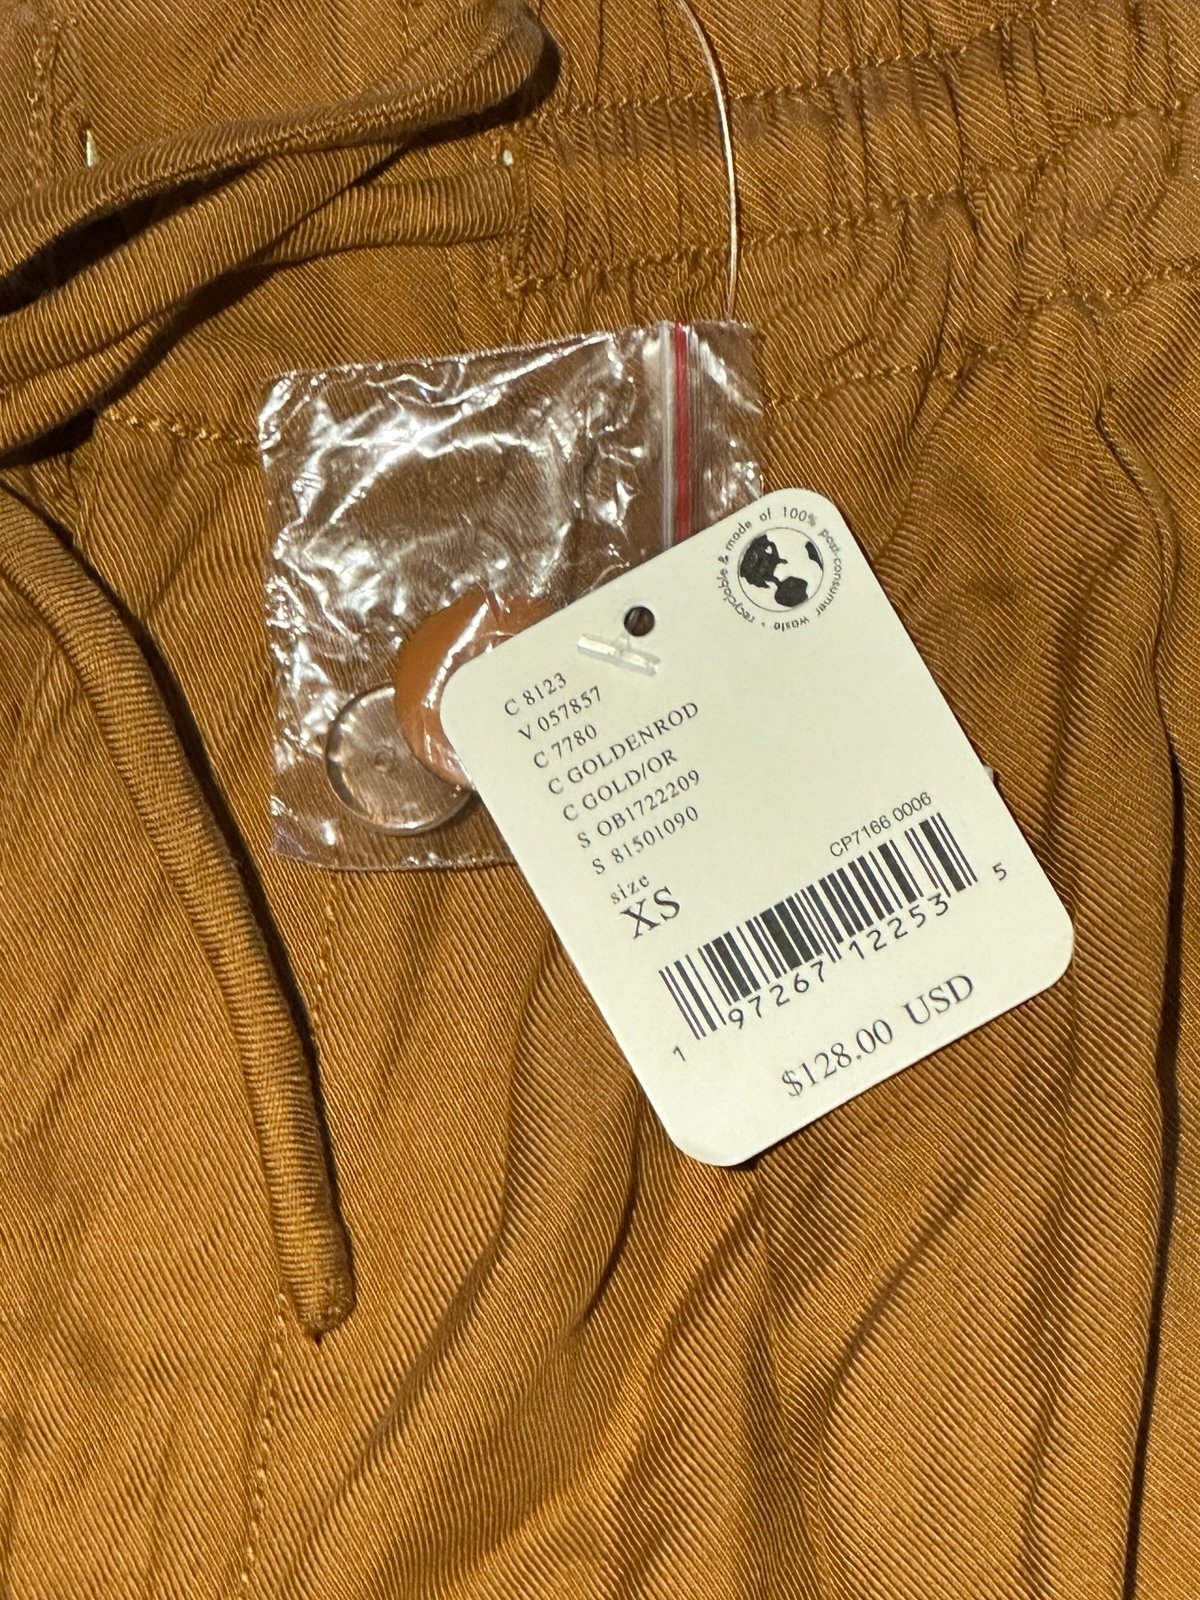 recyclable & made of 100% post-consumer waste •
C 8123
V 057857
C 7780
C GOLDENROD
C GOLD/OR
S OB1722209
S 81501090
size
XS
CP7166 0006
1 97267 12253 5
$128.00 USD